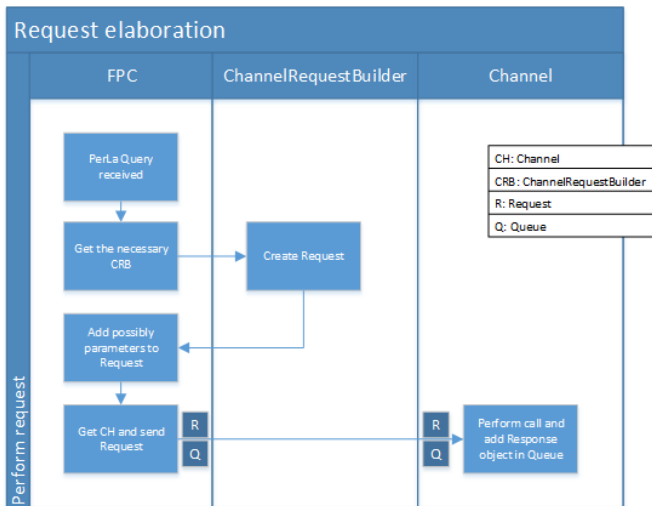 Request elaboration
FPC
ChannelRequestBuilder
Channel
PerLa Query
received
CH: Channel
CRB: ChannelRequestBuilder
R: Request
Q: Queue
Get the necessary
CRB
Create Request
Add possibly
parameters to
Request
Get CH and send
Request
R
Q
R
Q
Perform call and
add Response
object in Queue
Perform request